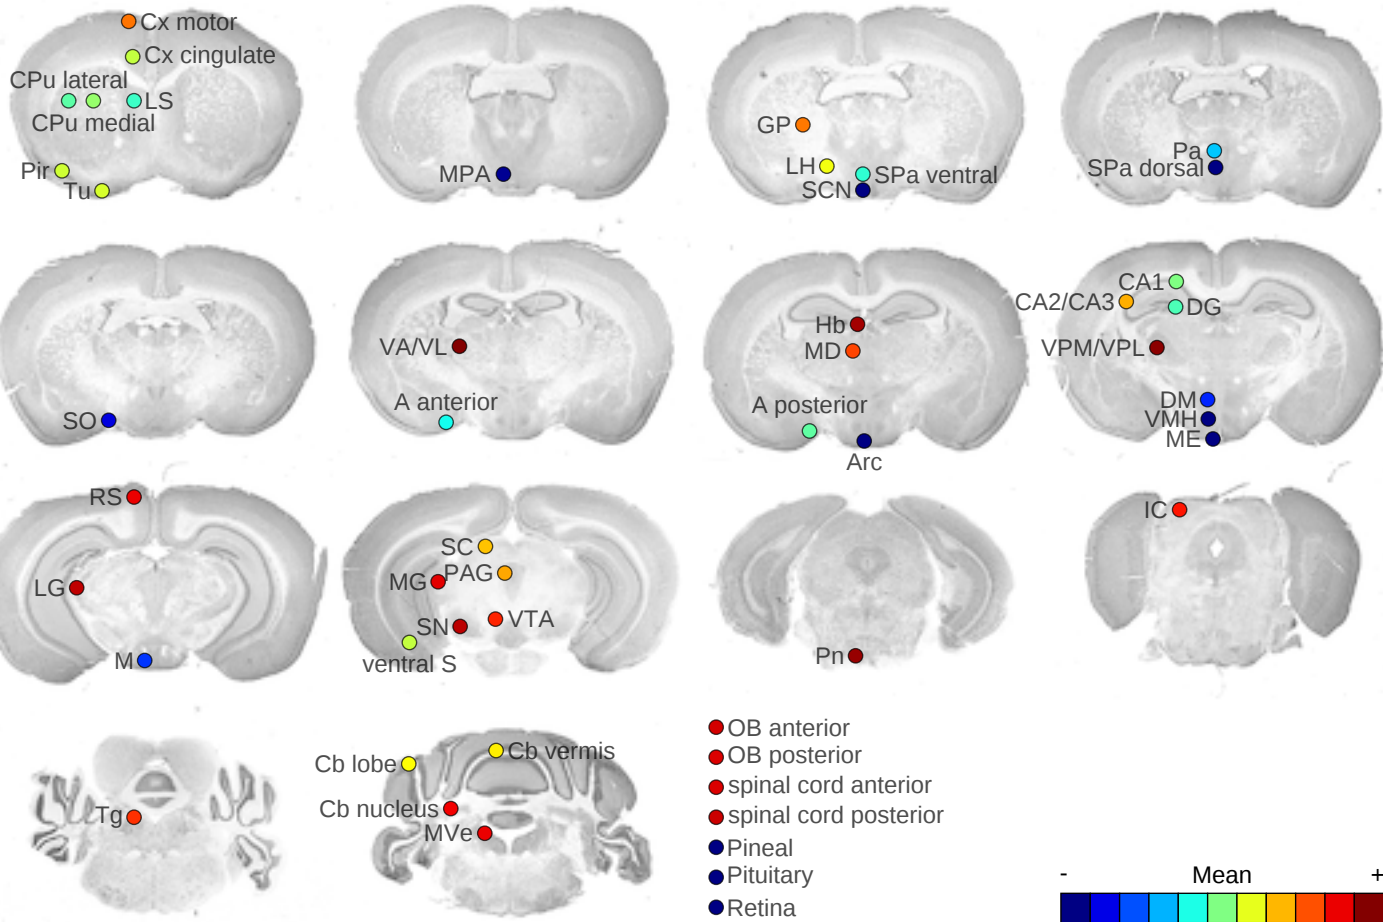 Cx motor
Cx cingulate
CPu lateral
LS
CPu medial
Pir
Tu
MPA
GP
LH
SPa ventral
SCN
Pa
SPa dorsal
SO
VA/VL
A anterior
Hb
MD
A posterior
Arc
CA1
CA2/CA3
DG
VPM/VPL
DM
VMH
ME
RS
LG
M
SC
MG
PAG
SN
VTA
ventral S
Pn
IC
Tg
Cb lobe
Cb vermis
Cb nucleus
MVe
OB anterior
OB posterior
spinal cord anterior
spinal cord posterior
Pineal
Pituitary
Retina
- Mean +